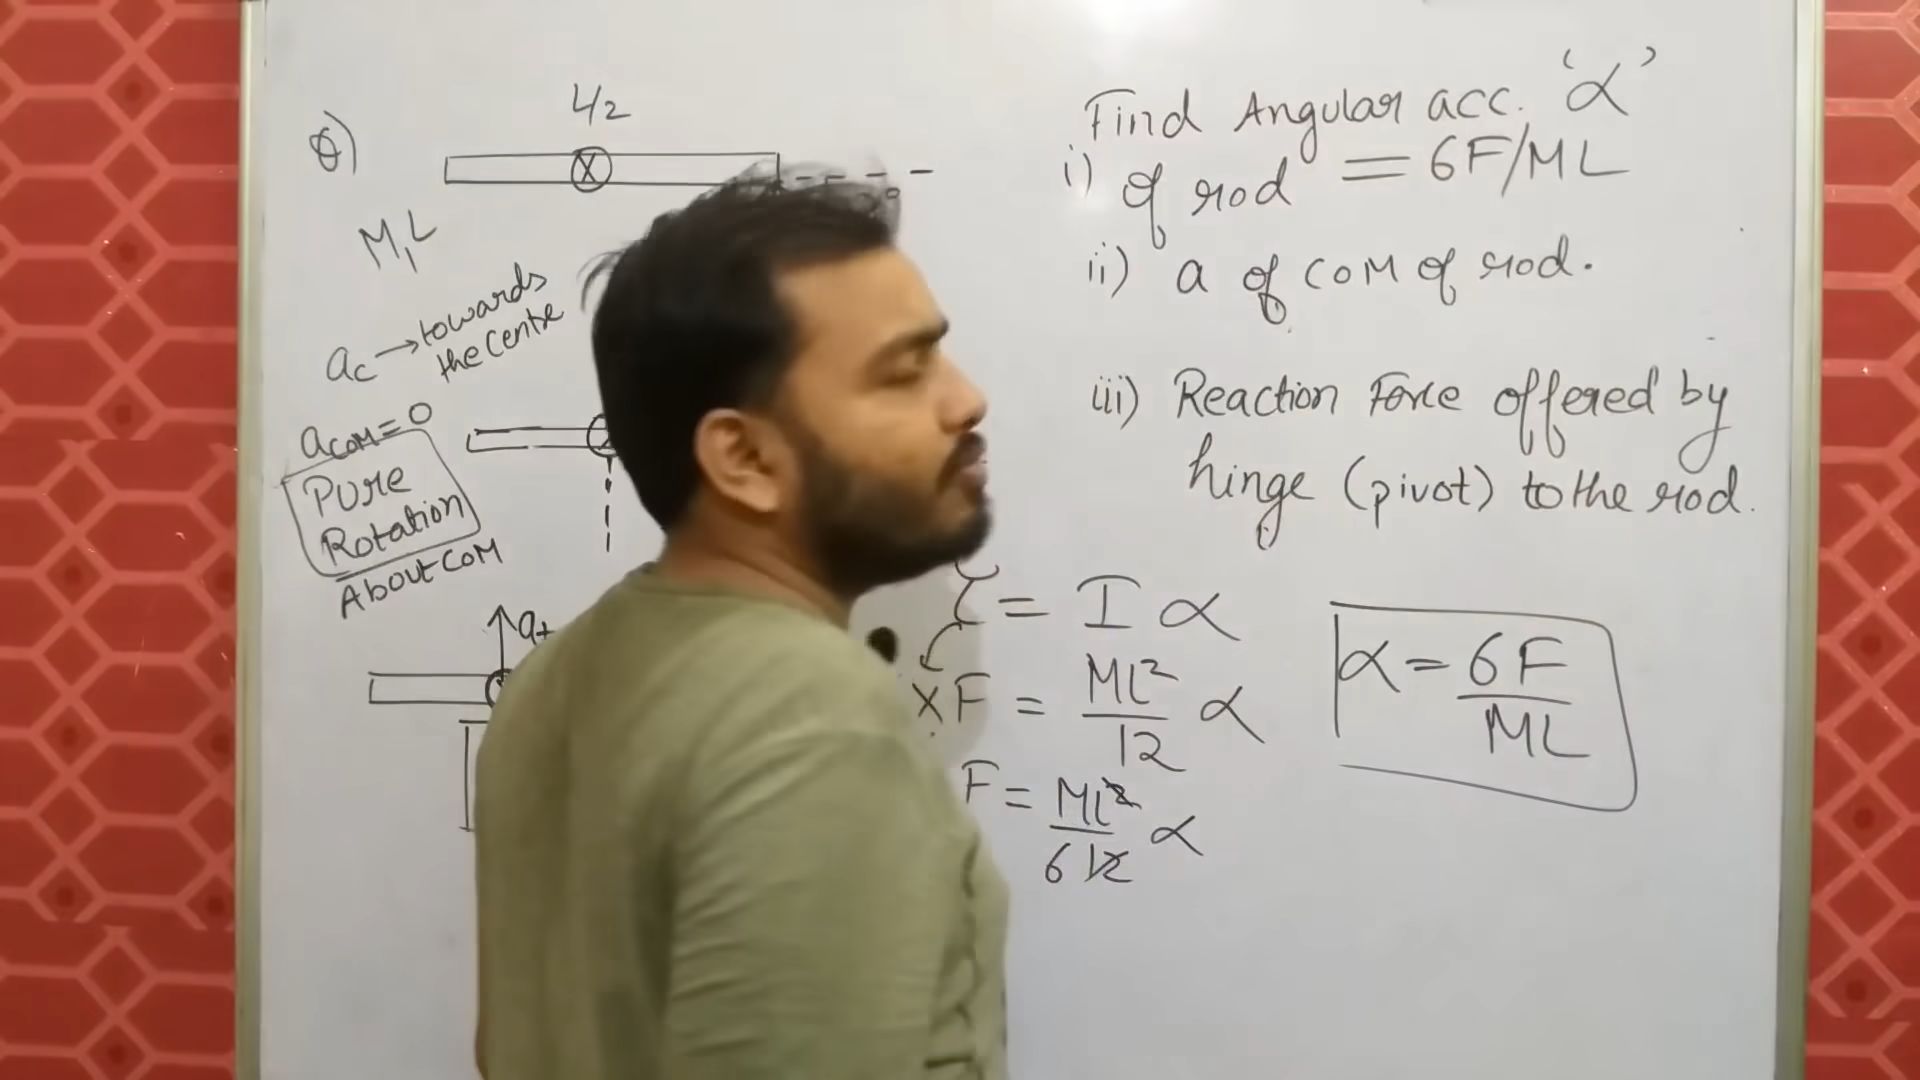 Q)
L/2
X
M, L
ac → towards
the centre
aCOM = 0
Pure
Rotation
About COM
at
Find Angular acc. 'α'
i) of rod = 6F/ML
ii) a of COM of rod.
iii) Reaction Force offered by
hinge (pivot) to the rod.
τ = Iα
X F = ML²/12 α
F = ML²/6 12 α
α = 6F/ML